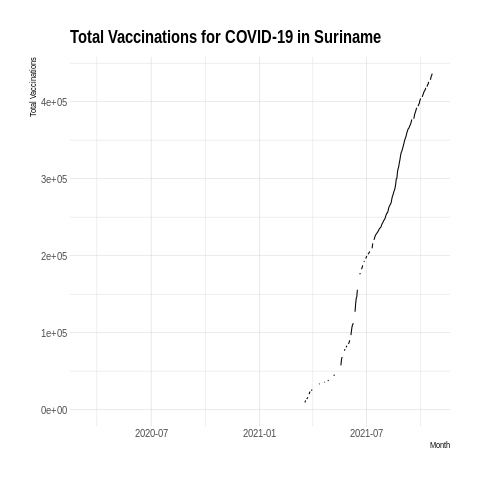 Total Vaccinations for COVID-19 in Suriname
Total Vaccinations
4e+05
3e+05
2e+05
1e+05
0e+00
2020-07
2021-01
2021-07
Month